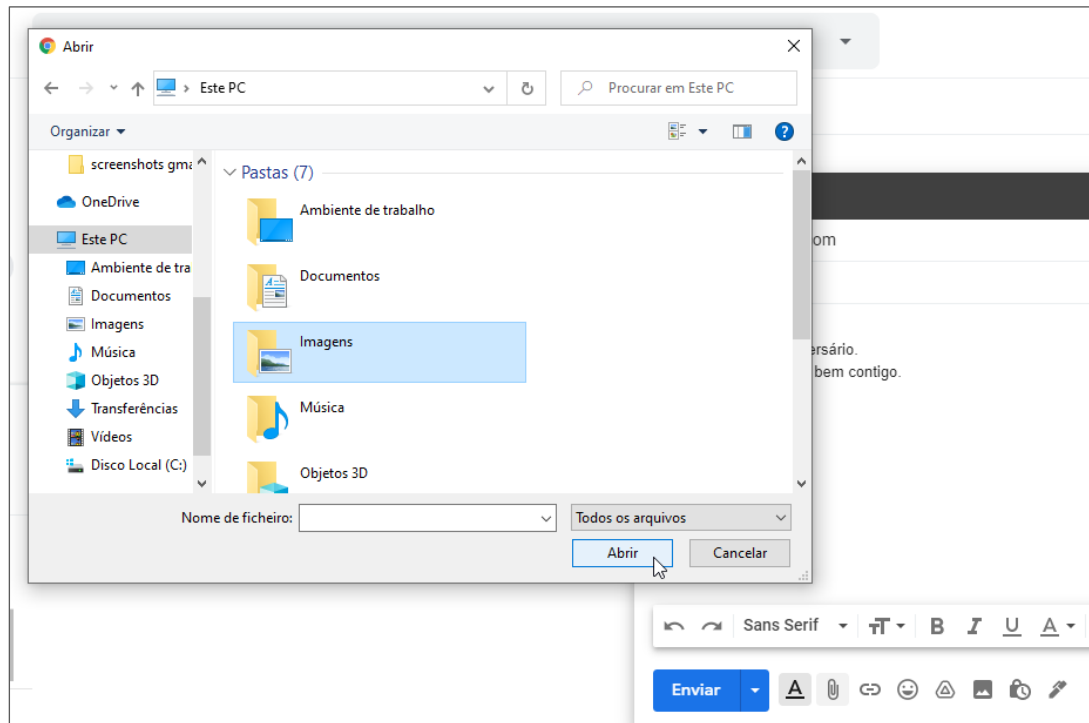 Abrir
Este PC
Procurar em Este PC
Organizar
screenshots gma
OneDrive
Este PC
Ambiente de tra
Documentos
Imagens
Música
Objetos 3D
Transferências
Vídeos
Disco Local (C:)
Pastas (7)
Ambiente de trabalho
Documentos
Imagens
Música
Objetos 3D
Nome de ficheiro:
Todos os arquivos
Abrir
Cancelar
om
ersário.
bem contigo.
Sans Serif
B I U A
Enviar
A